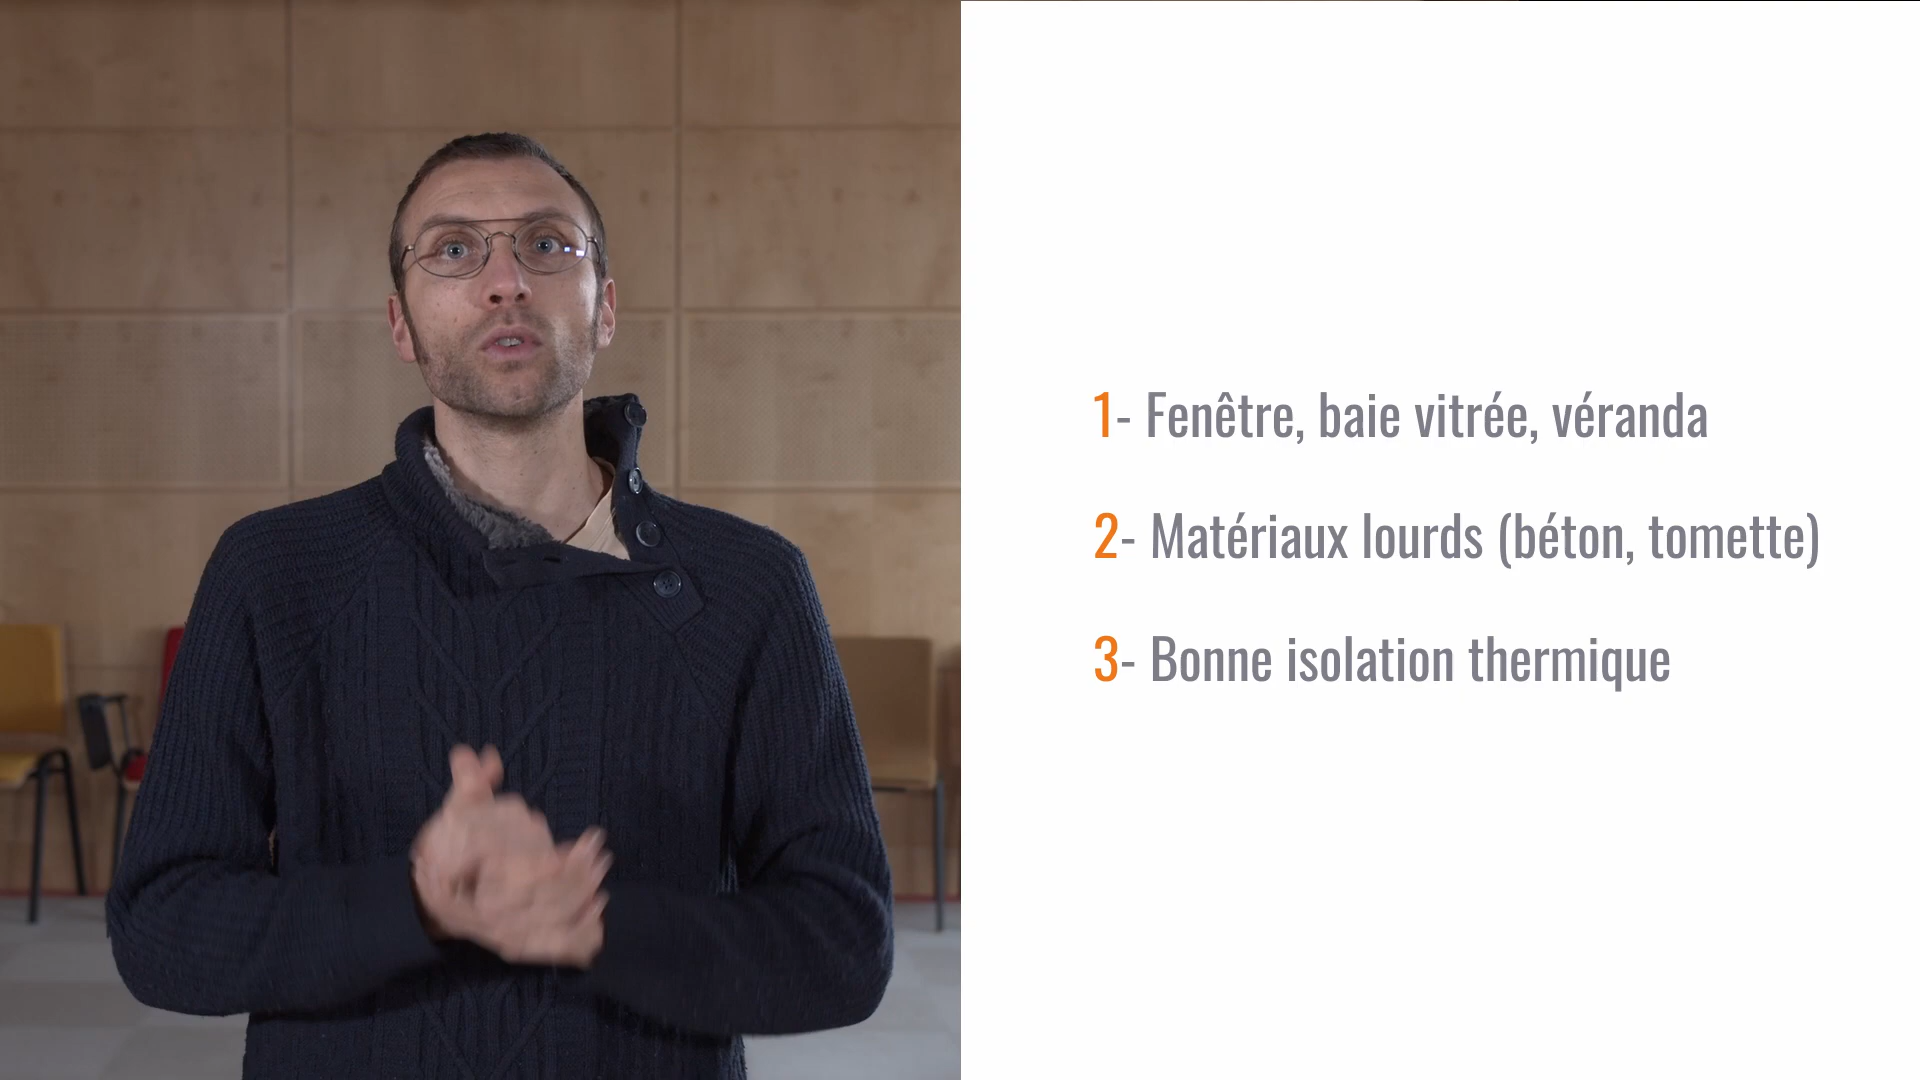 1- Fenêtre, baie vitrée, véranda
2- Matériaux lourds (béton, tomette)
3- Bonne isolation thermique